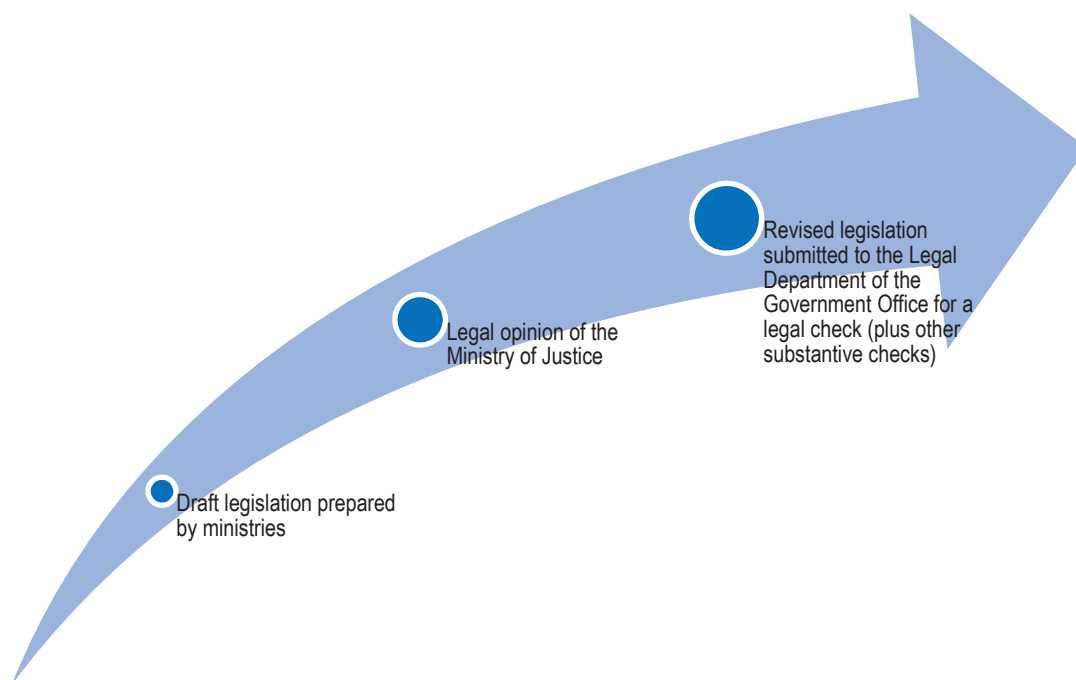 Revised legislation
submitted to the Legal
Department of the
Government Office for a
legal check (plus other
substantive checks)
Legal opinion of the
Ministry of Justice
Draft legislation prepared
by ministries